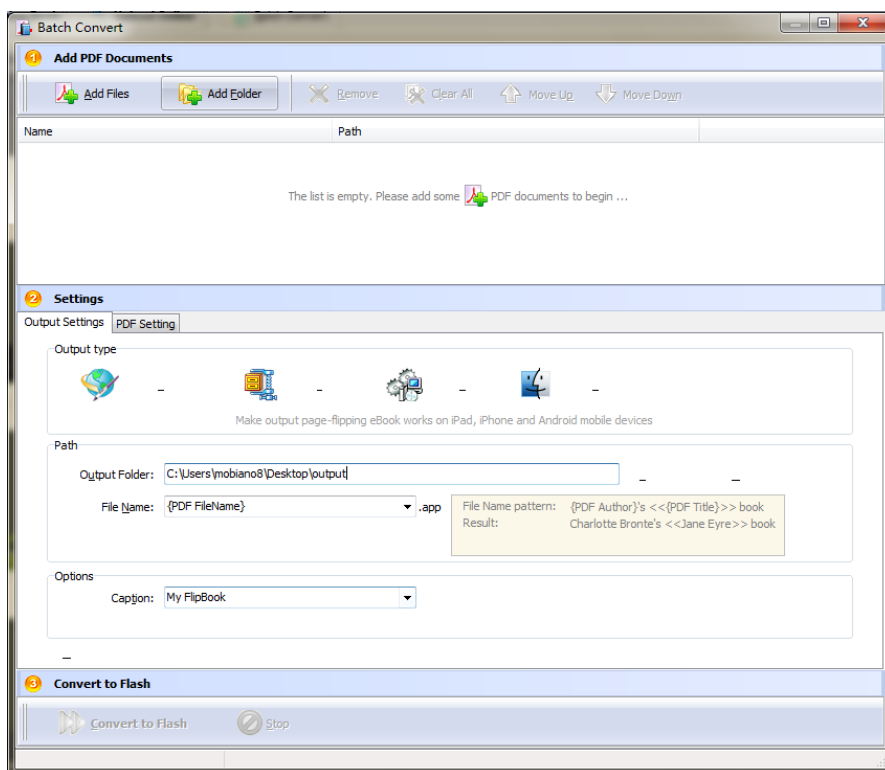 Batch Convert
1 Add PDF Documents
Add Files Add Folder Remove Clear All Move Up Move Down
Name Path
The list is empty. Please add some PDF documents to begin ...
2 Settings
Output Settings PDF Setting
Output type
Make output page-flipping eBook works on iPad, iPhone and Android mobile devices
Path
Output Folder: C:\Users\mobiano8\Desktop\output
File Name: {PDF FileName} .app File Name pattern: {PDF Author}'s <<{PDF Title}>> book
Result: Charlotte Bronte's <<Jane Eyre>> book
Options
Caption: My FlipBook
3 Convert to Flash
Convert to Flash Stop